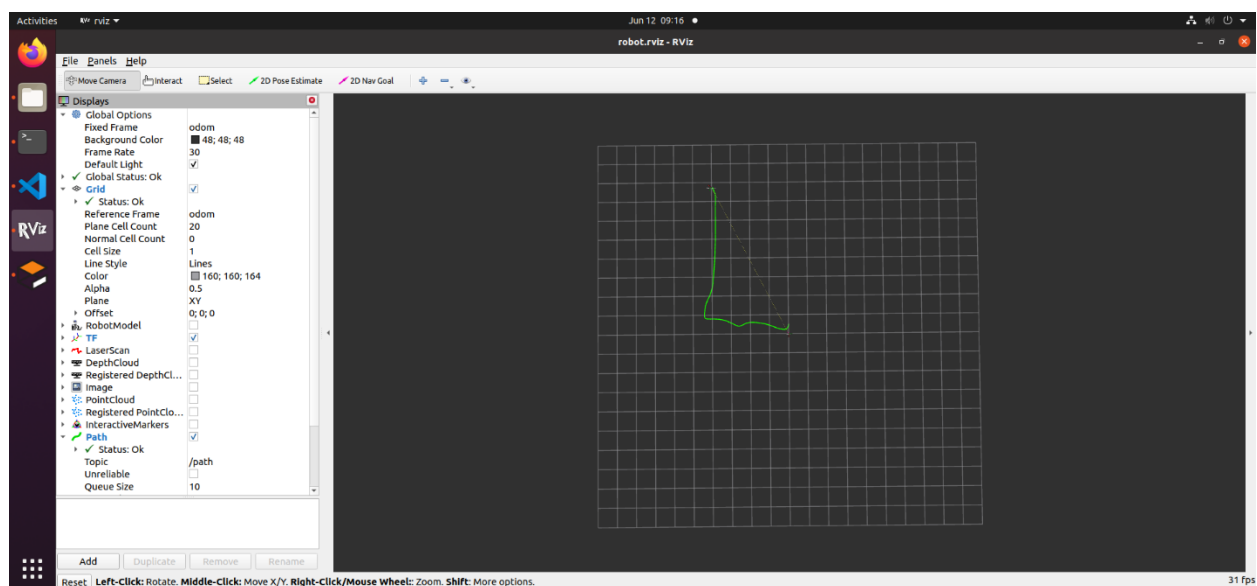 Activities
RViz rviz
Jun 12 09:16
robot.rviz - RViz
File Panels Help
Move Camera Interact Select 2D Pose Estimate 2D Nav Goal
Displays
Global Options
Fixed Frame odom
Background Color 48; 48; 48
Frame Rate 30
Default Light
Global Status: Ok
Grid
Status: Ok
Reference Frame odom
Plane Cell Count 20
Normal Cell Count 0
Cell Size 1
Line Style Lines
Color 160; 160; 164
Alpha 0.5
Plane XY
Offset 0; 0; 0
RobotModel
TF
LaserScan
DepthCloud
Registered DepthCl...
Image
PointCloud
Registered PointClo...
InteractiveMarkers
Path
Status: Ok
Topic /path
Unreliable
Queue Size 10
Add Duplicate Remove Rename
Reset Left-Click: Rotate. Middle-Click: Move X/Y. Right-Click/Mouse Wheel:: Zoom. Shift: More options.
31 fps
RViz